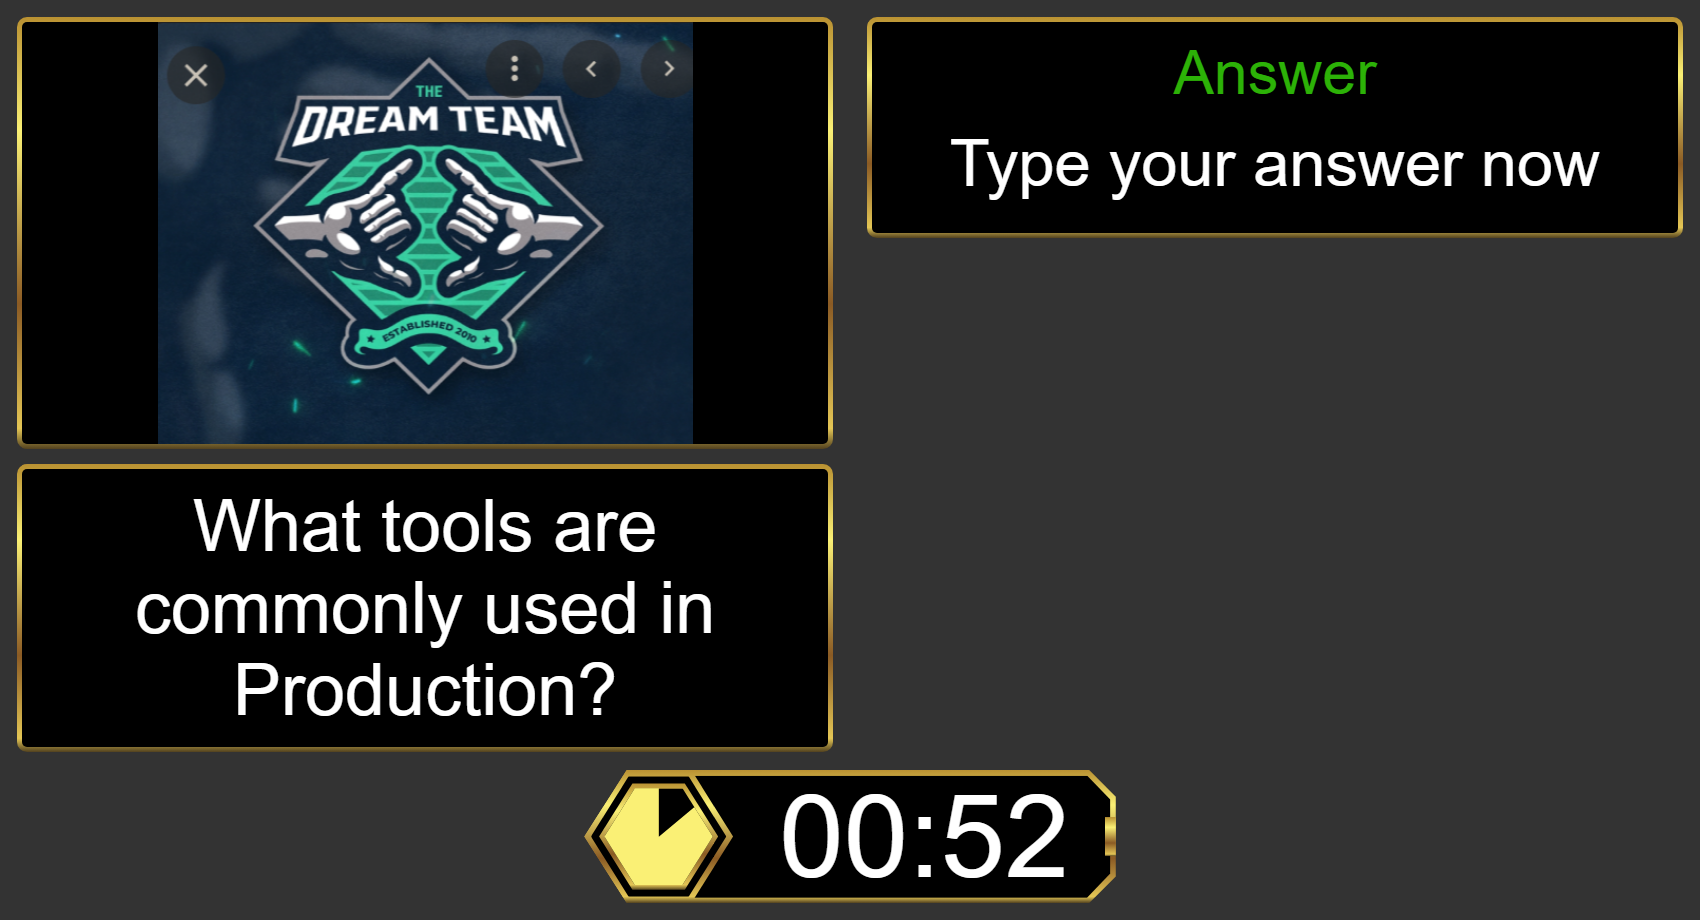 THE
DREAM TEAM
ESTABLISHED 2010
Answer
Type your answer now
What tools are
commonly used in
Production?
00:52